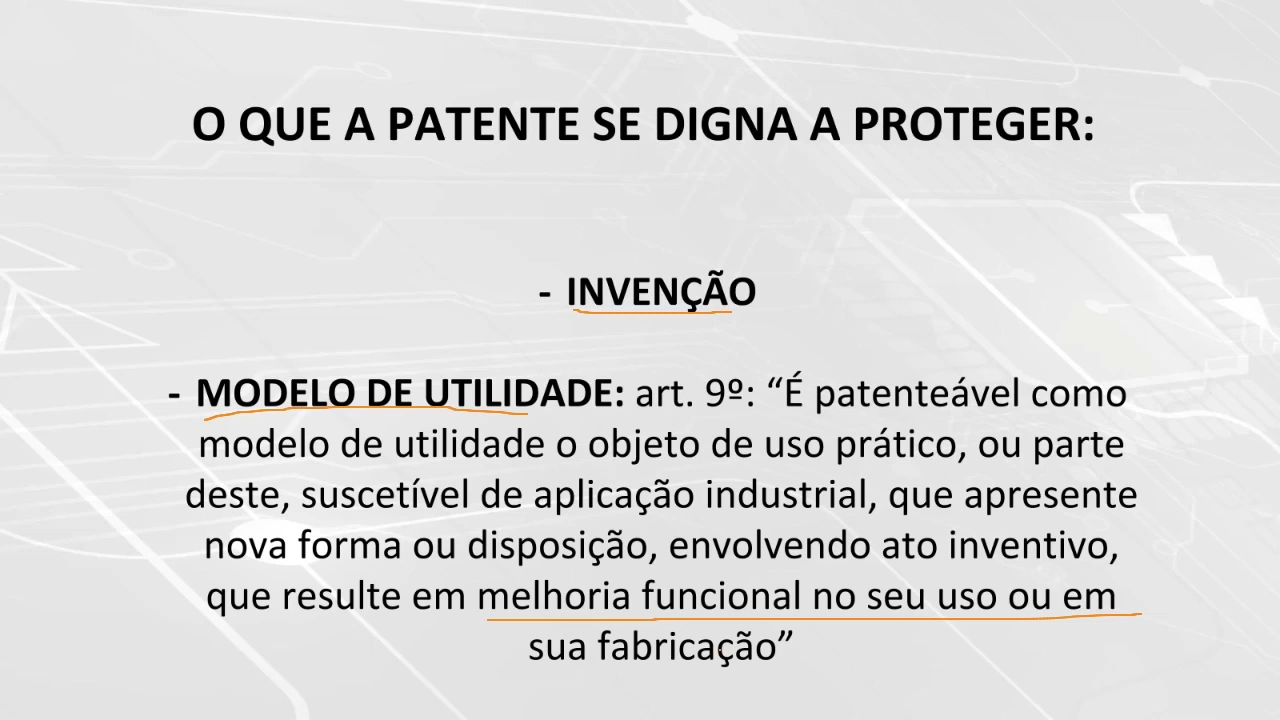 O QUE A PATENTE SE DIGNA A PROTEGER:
- INVENÇÃO
- MODELO DE UTILIDADE: art. 9º: “É patenteável como
modelo de utilidade o objeto de uso prático, ou parte
deste, suscetível de aplicação industrial, que apresente
nova forma ou disposição, envolvendo ato inventivo,
que resulte em melhoria funcional no seu uso ou em
sua fabricação”